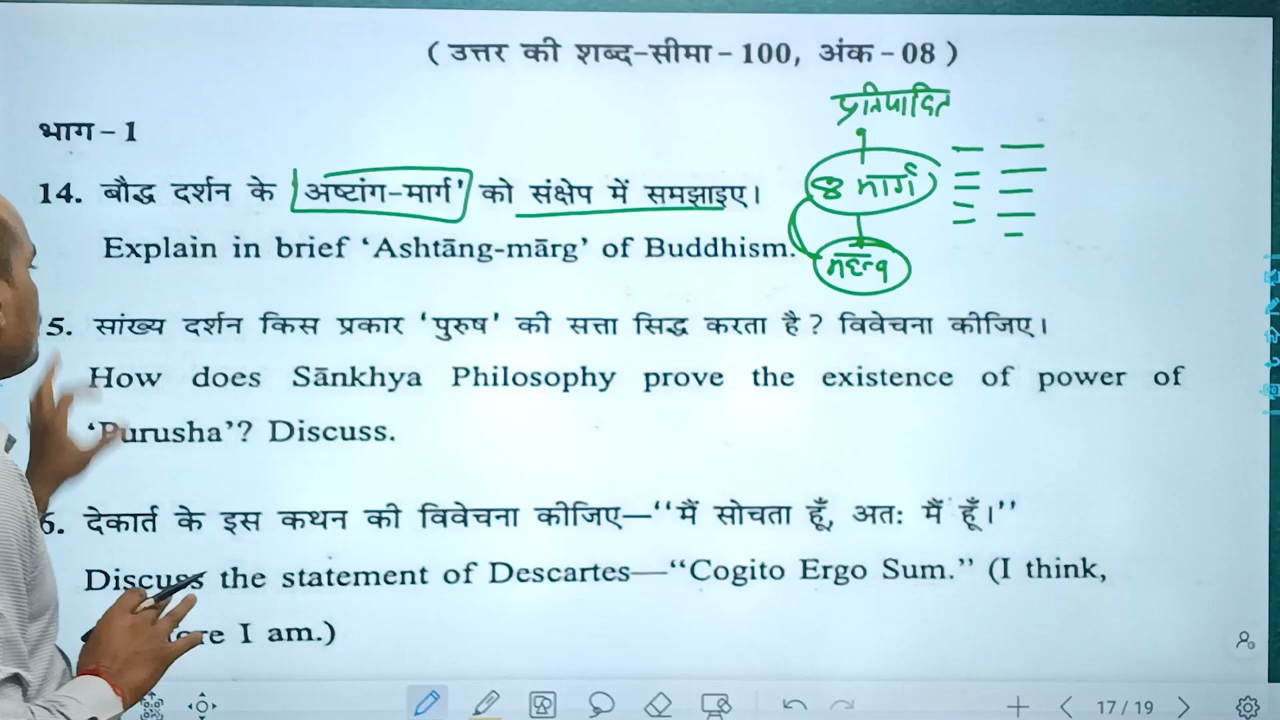 ( उत्तर की शब्द-सीमा - 100, अंक - 08 )
प्रतिपादित
भाग - 1
14. बौद्ध दर्शन के 'अष्टांग-मार्ग' को संक्षेप में समझाइए।
8 मार्ग
Explain in brief ‘Ashtāng-mārg’ of Buddhism.
महत्व
5. सांख्य दर्शन किस प्रकार ‘पुरुष’ की सत्ता सिद्ध करता है? विवेचना कीजिए।
How does Sānkhya Philosophy prove the existence of power of
‘Purusha’? Discuss.
6. देकार्त के इस कथन की विवेचना कीजिए—‘‘मैं सोचता हूँ, अतः मैं हूँ।’’
Discuss the statement of Descartes—“Cogito Ergo Sum.” (I think,
I am.)
17 / 19